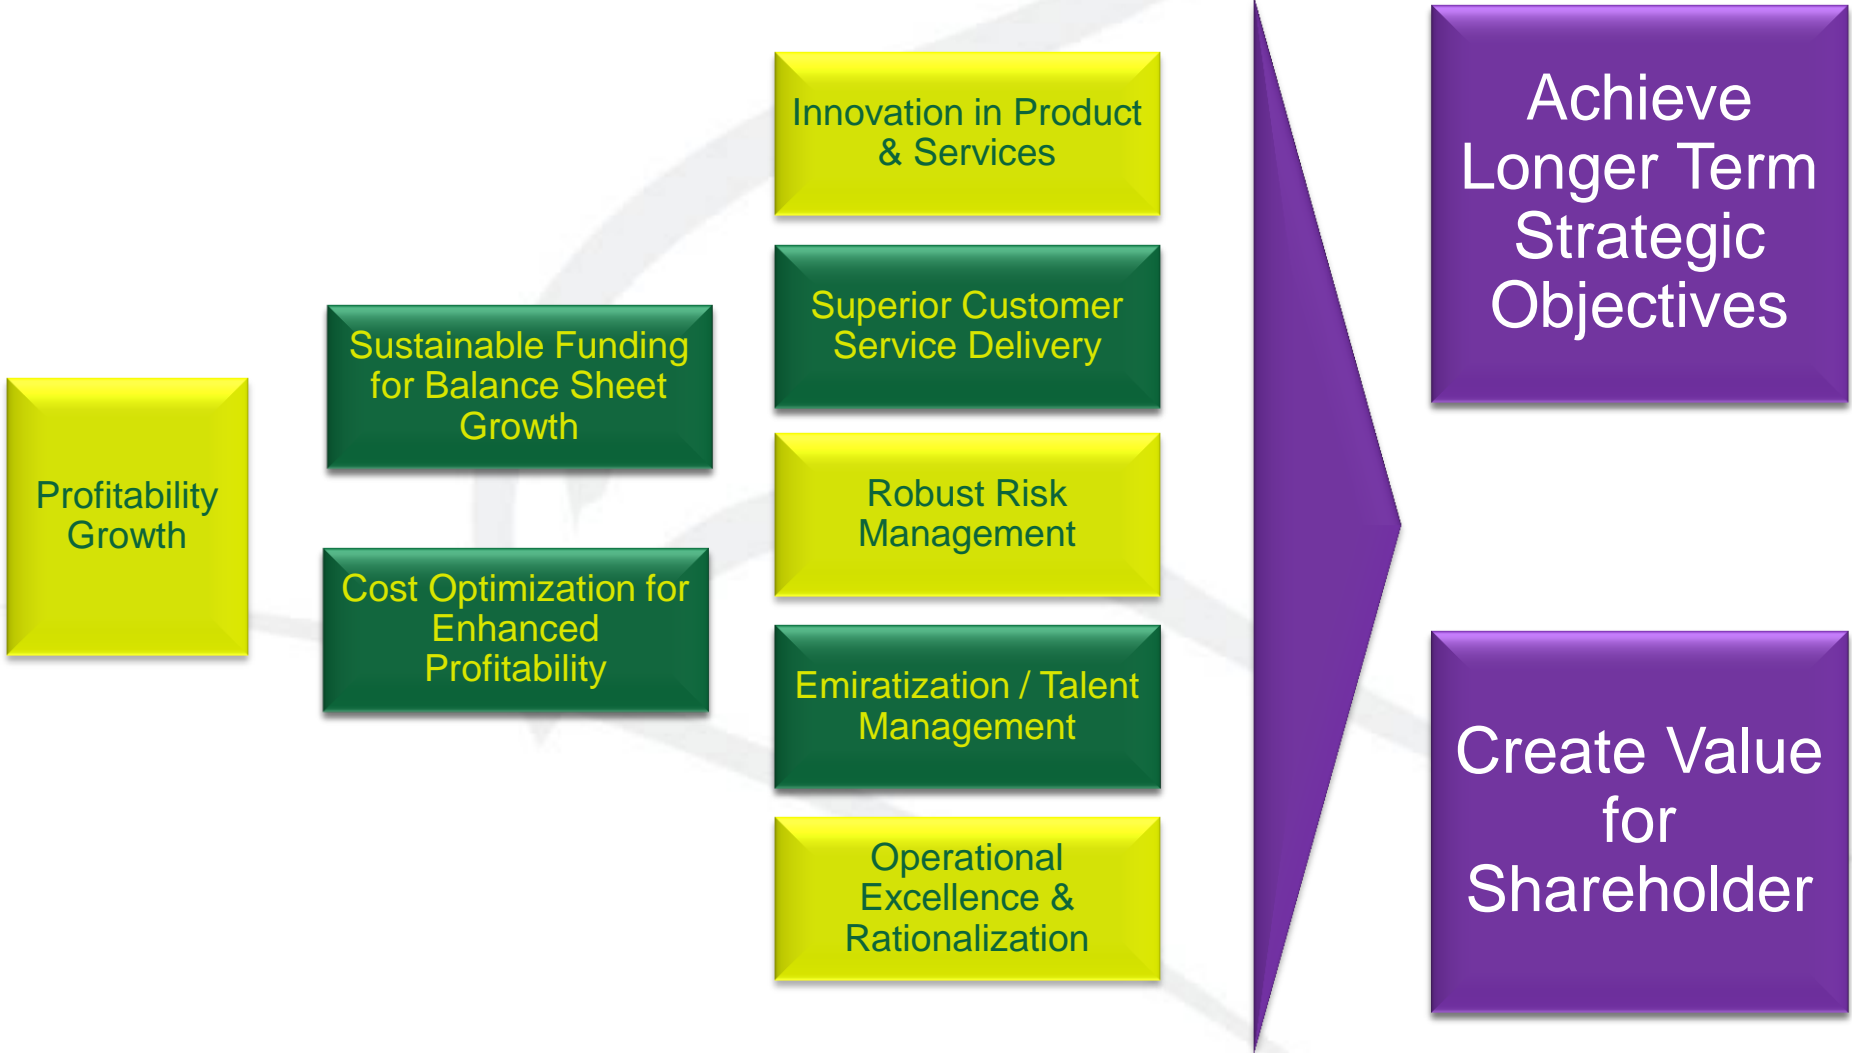 Profitability
Growth
Sustainable Funding
for Balance Sheet
Growth
Cost Optimization for
Enhanced
Profitability
Innovation in Product
& Services
Superior Customer
Service Delivery
Robust Risk
Management
Emiratization / Talent
Management
Operational
Excellence &
Rationalization
Achieve
Longer Term
Strategic
Objectives
Create Value
for
Shareholder